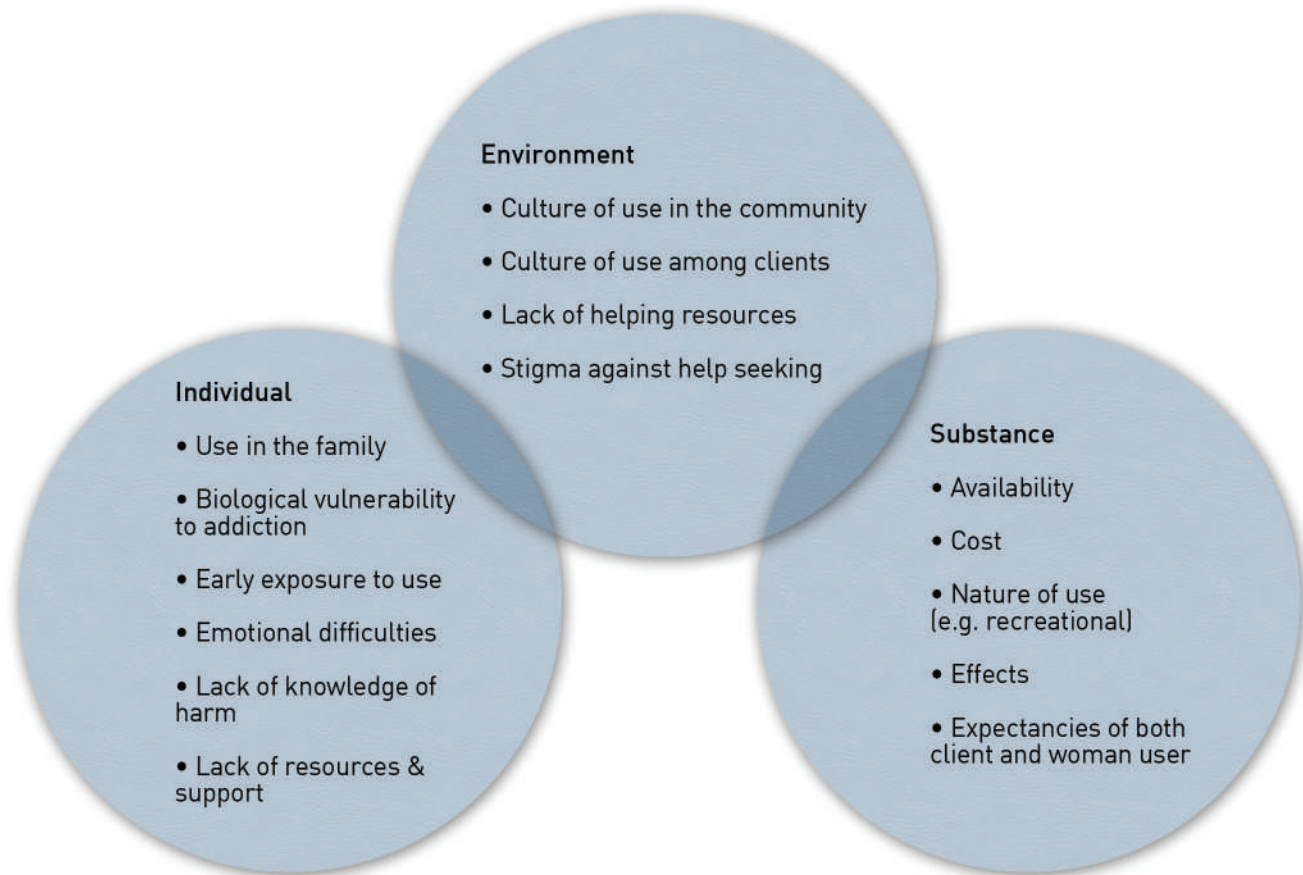 Environment
• Culture of use in the community
• Culture of use among clients
• Lack of helping resources
• Stigma against help seeking
Individual
• Use in the family
• Biological vulnerability
to addiction
• Early exposure to use
• Emotional difficulties
• Lack of knowledge of
harm
• Lack of resources &
support
Substance
• Availability
• Cost
• Nature of use
(e.g. recreational)
• Effects
• Expectancies of both
client and woman user